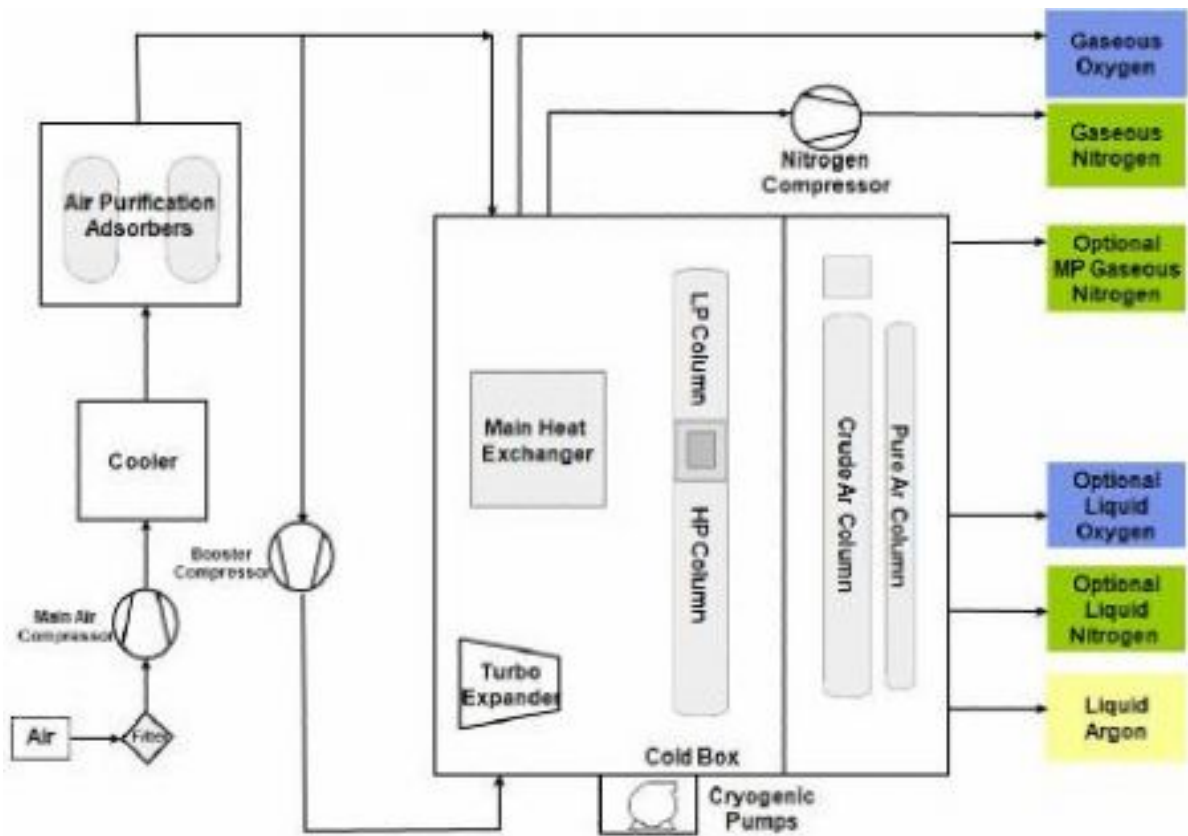 Gaseous
Oxygen
Gaseous
Nitrogen
Nitrogen
Compressor
Air Purification
Adsorbers
Optional
MP Gaseous
Nitrogen
LP Column
Main Heat
Exchanger
HP Column
Crude Ar Column
Pure Ar Column
Cooler
Booster
Compressor
Main Air
Compressor
Optional
Liquid
Oxygen
Optional
Liquid
Nitrogen
Turbo
Expander
Air
Filter
Liquid
Argon
Cold Box
Cryogenic
Pumps